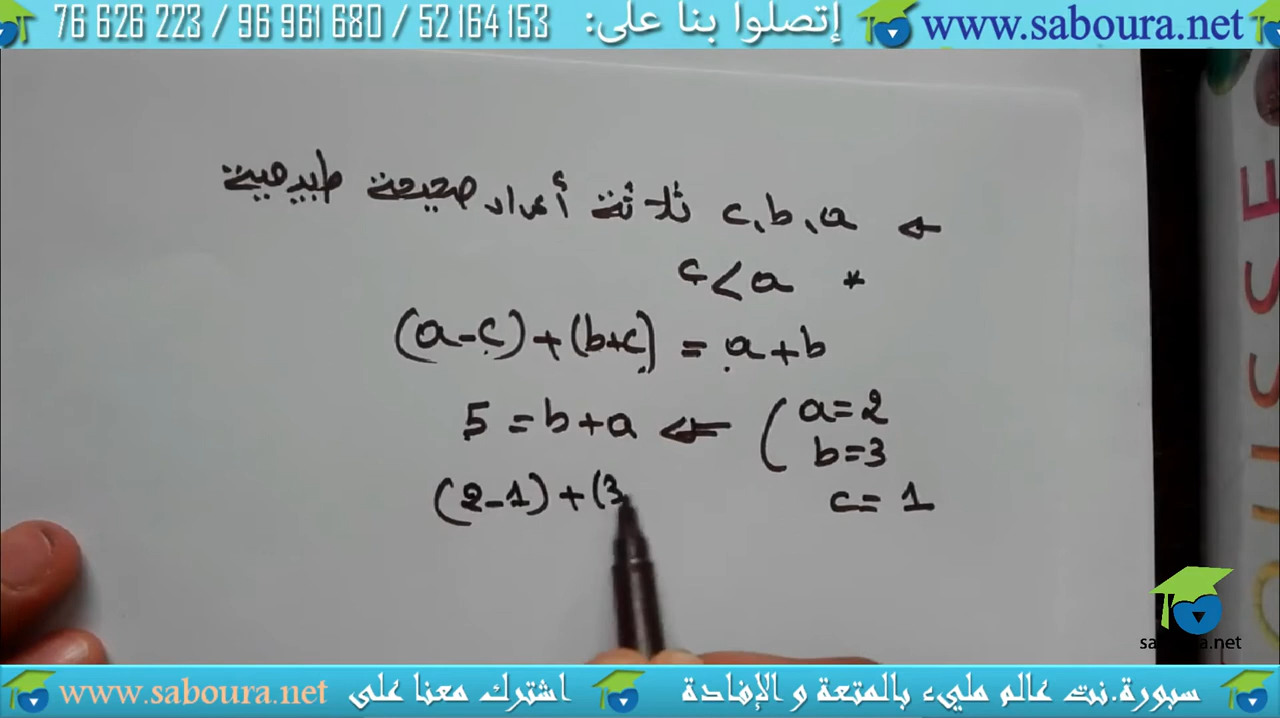 76 626 223 / 96 961 680 / 52 164 153 إتصلوا بنا على: www.saboura.net
← a، b، c ثلاثة أعداد صحيحة طبيعية
* c<a
(a-c)+(b+c) = a+b
5 = b+a ⇐ ( a=2
b=3
(2-1)+(3 c= 1
saboura.net
سبورة.نت عالم مليء بالمتعة و الإفادة اشترك معنا على www.saboura.net